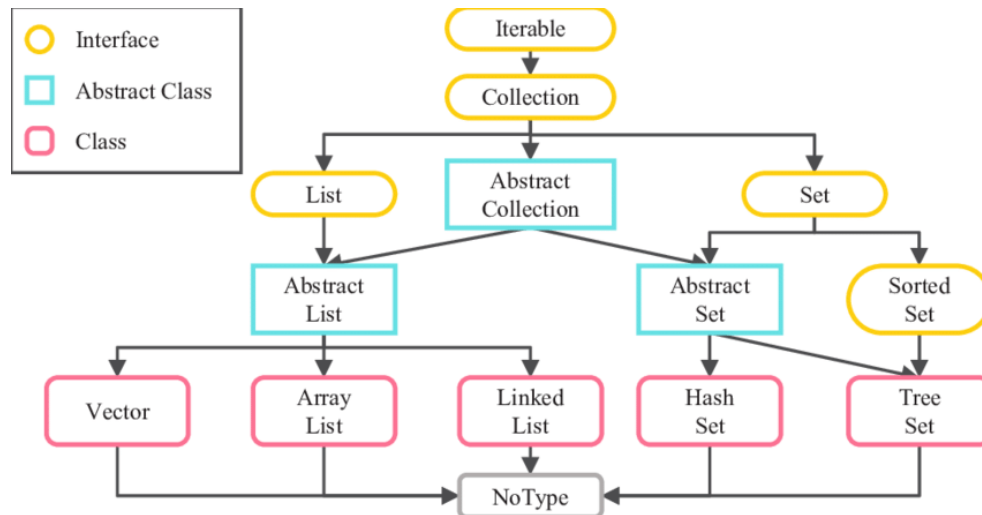 Interface
Abstract Class
Class
Iterable
Collection
List
Abstract
Collection
Set
Abstract
List
Abstract
Set
Sorted
Set
Vector
Array
List
Linked
List
Hash
Set
Tree
Set
NoType